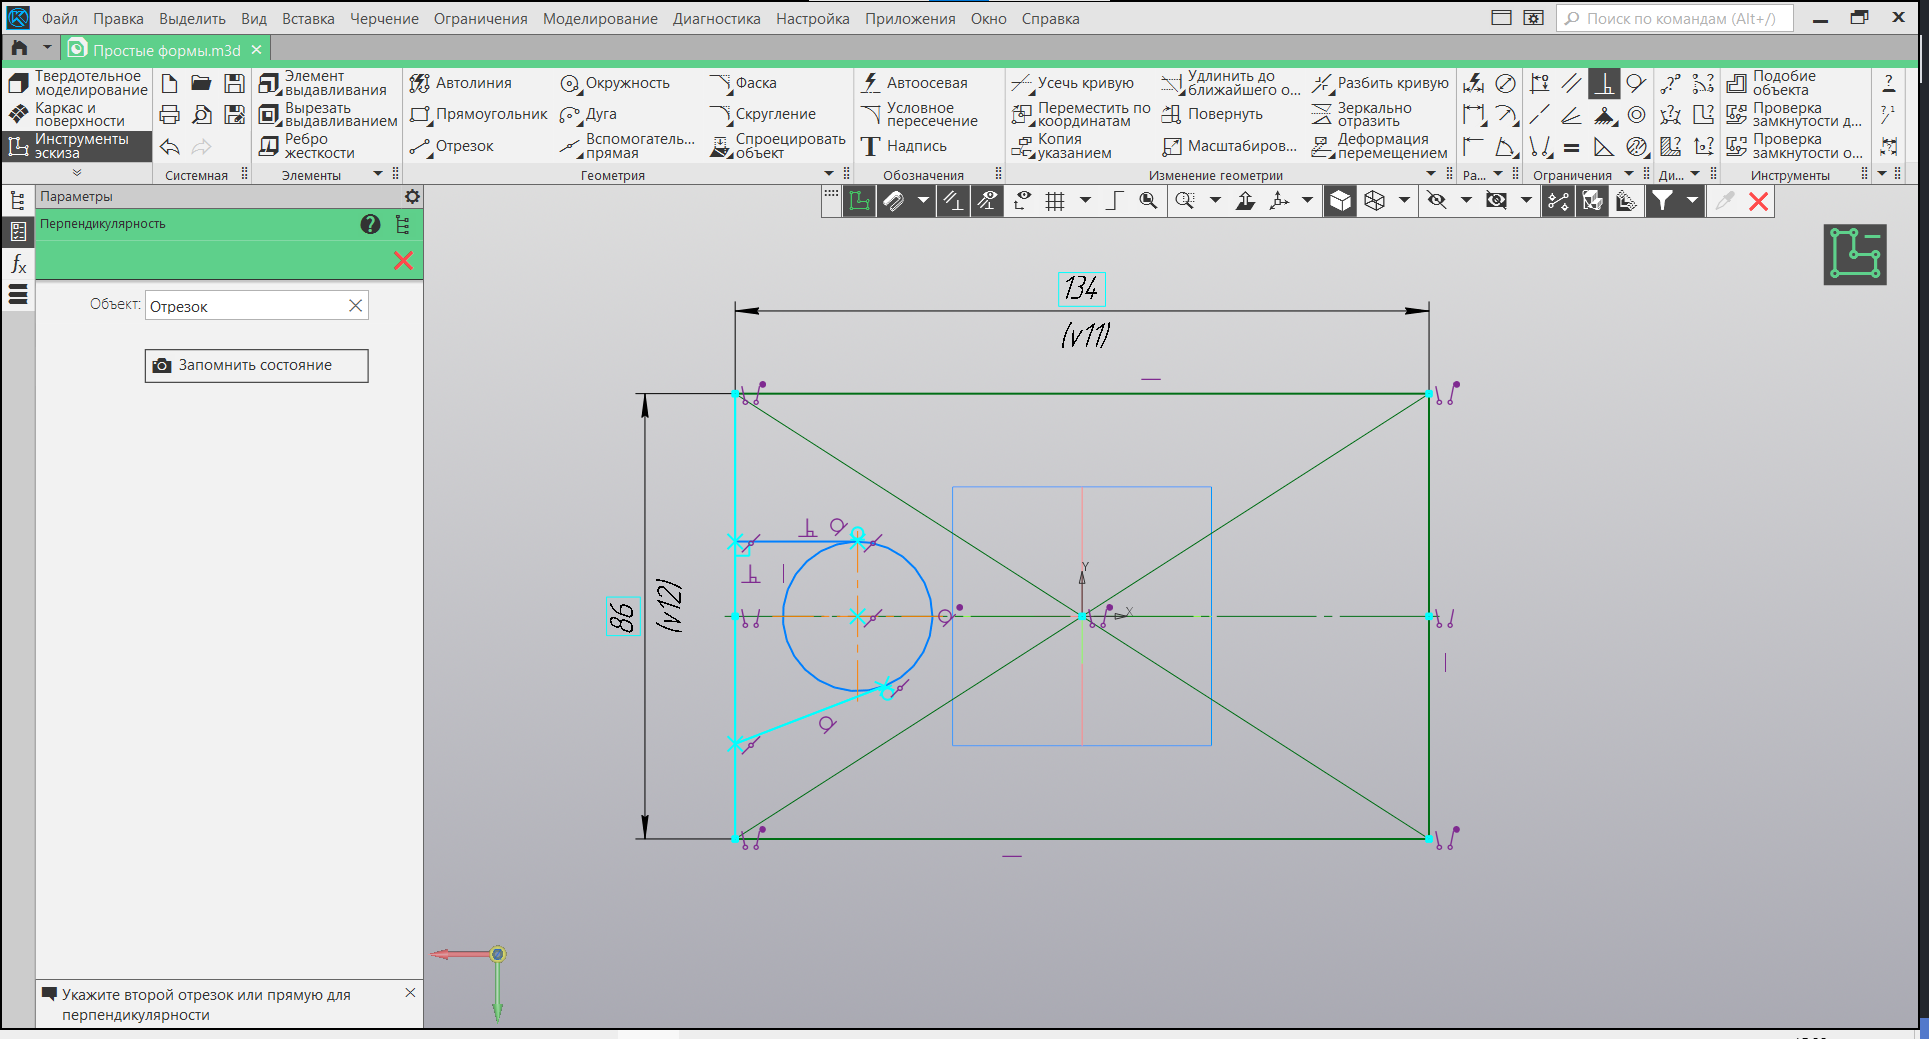 Файл Правка Выделить Вид Вставка Черчение Ограничения Моделирование Диагностика Настройка Приложения Окно Справка
Поиск по командам (Alt+/)
Простые формы.m3d
Твердотельное моделирование
Каркас и поверхности
Инструменты эскиза
Системная
Элемент выдавливания
Вырезать выдавливанием
Ребро жесткости
Элементы
Автолиния Окружность Фаска
Прямоугольник Дуга Скругление
Отрезок Вспомогатель... прямая Спроецировать объект
Геометрия
Автоосевая
Условное пересечение
Надпись
Обозначения
Усечь кривую Удлинить до ближайшего о... Разбить кривую
Переместить по координатам Повернуть Зеркально отразить
Копия указанием Масштабиров... Деформация перемещением
Изменение геометрии
Ра...
Ограничения
Ди...
Подобие объекта
Проверка замкнутости д...
Проверка замкнутости о...
Инструменты
Параметры
Перпендикулярность
Объект: Отрезок
Запомнить состояние
134
(v11)
86
(v12)
Y
X
Укажите второй отрезок или прямую для
перпендикулярности